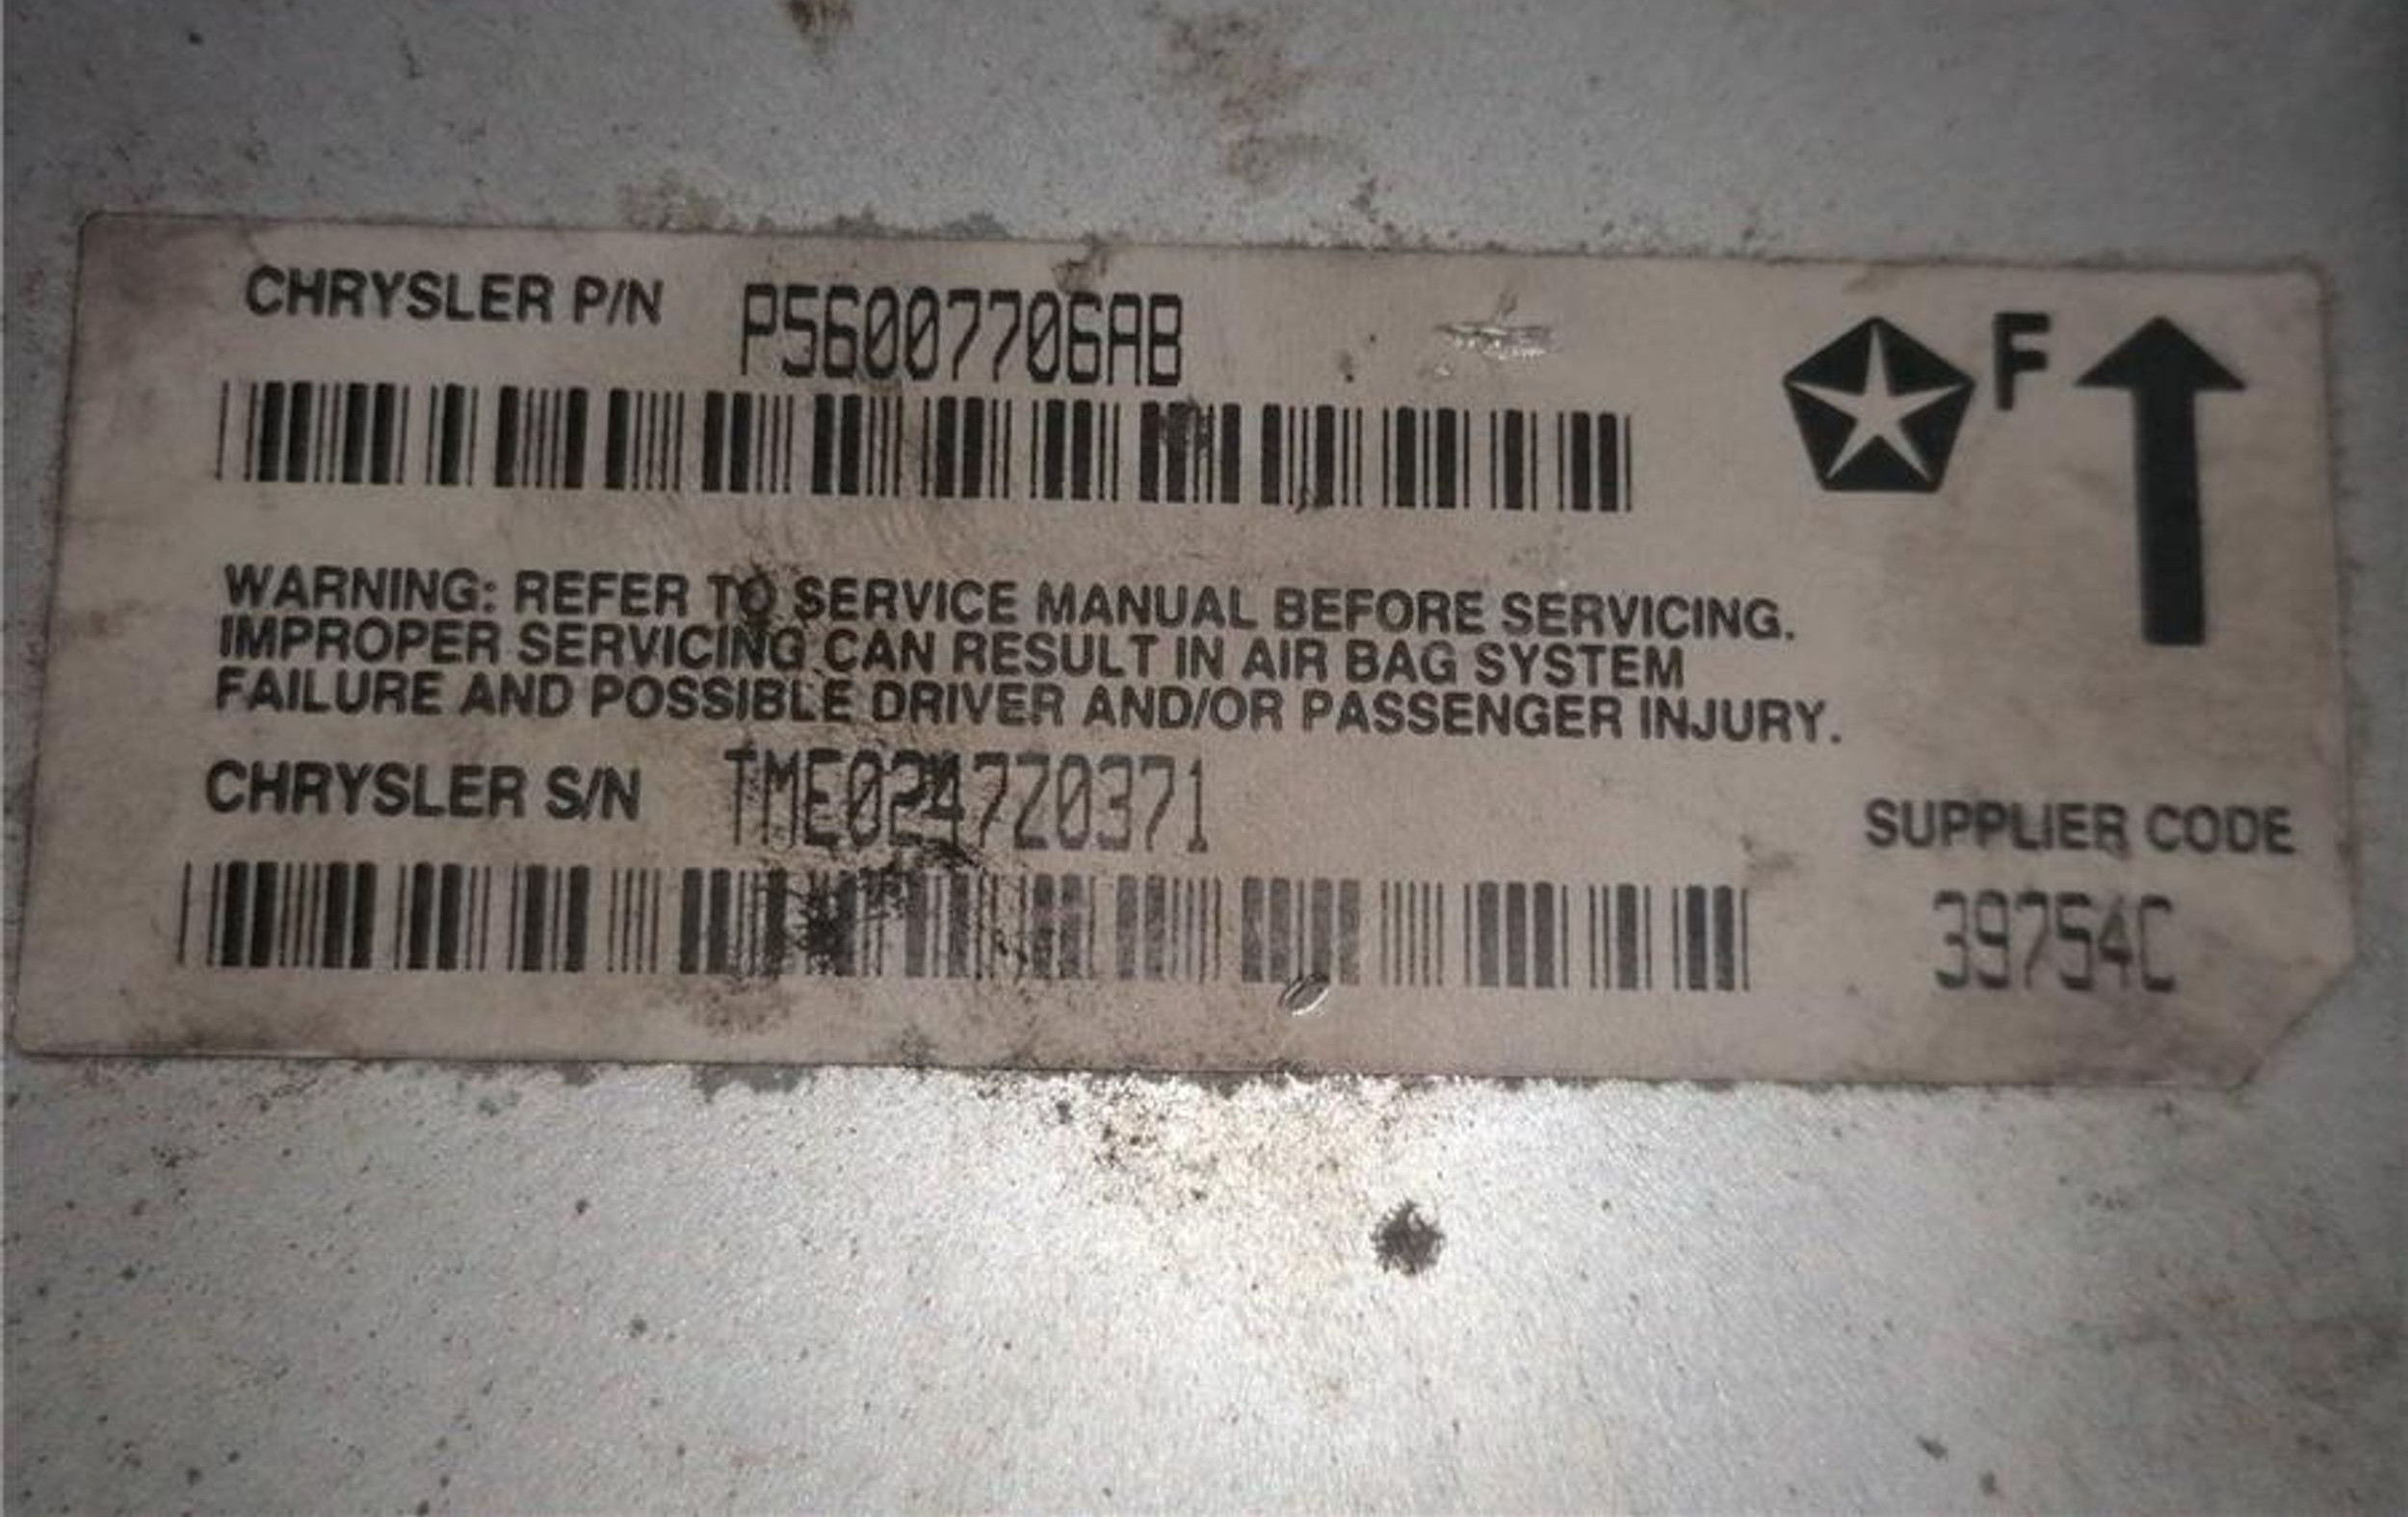 CHRYSLER P/N P56007706AB
F
WARNING: REFER TO SERVICE MANUAL BEFORE SERVICING.
IMPROPER SERVICING CAN RESULT IN AIR BAG SYSTEM
FAILURE AND POSSIBLE DRIVER AND/OR PASSENGER INJURY.
CHRYSLER S/N TME0247Z0371
SUPPLIER CODE
39754C